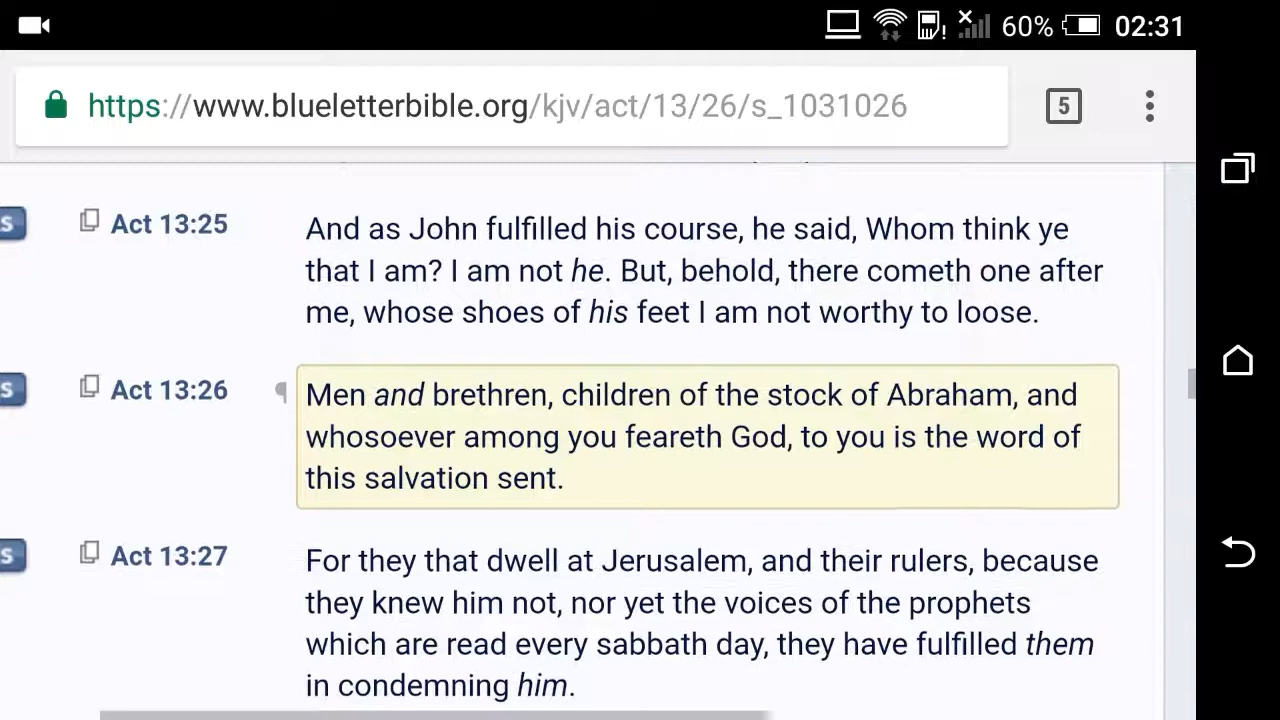 60% 02:31
https://www.blueletterbible.org/kjv/act/13/26/s_1031026 5
S Act 13:25 And as John fulfilled his course, he said, Whom think ye
that I am? I am not he. But, behold, there cometh one after
me, whose shoes of his feet I am not worthy to loose.
S Act 13:26 ¶ Men and brethren, children of the stock of Abraham, and
whosoever among you feareth God, to you is the word of
this salvation sent.
S Act 13:27 For they that dwell at Jerusalem, and their rulers, because
they knew him not, nor yet the voices of the prophets
which are read every sabbath day, they have fulfilled them
in condemning him.